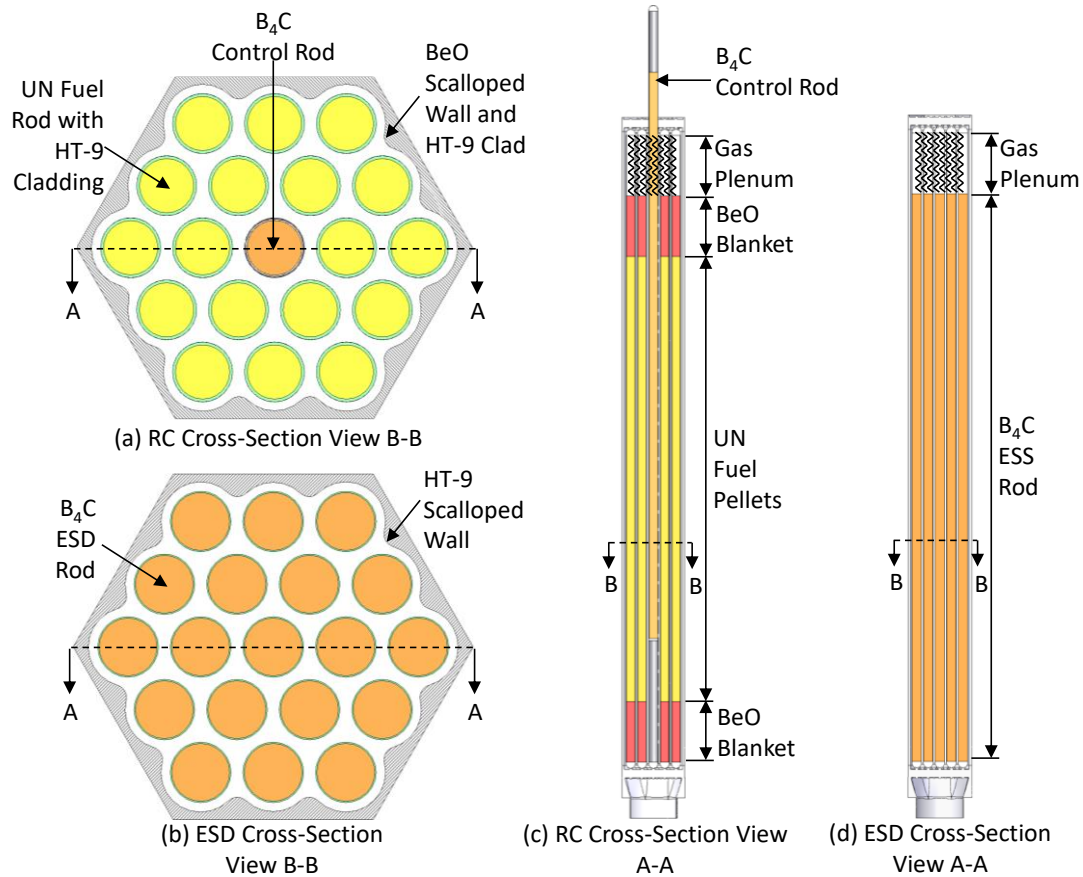 B₄C
Control Rod
UN Fuel
Rod with
HT-9
Cladding
BeO
Scalloped
Wall and
HT-9 Clad
A
A
(a) RC Cross-Section View B-B
B₄C
ESD
Rod
HT-9
Scalloped
Wall
A
A
(b) ESD Cross-Section
View B-B
B₄C
Control Rod
Gas
Plenum
BeO
Blanket
UN
Fuel
Pellets
B
B
BeO
Blanket
(c) RC Cross-Section View
A-A
Gas
Plenum
B₄C
ESS
Rod
B
B
(d) ESD Cross-Section
View A-A